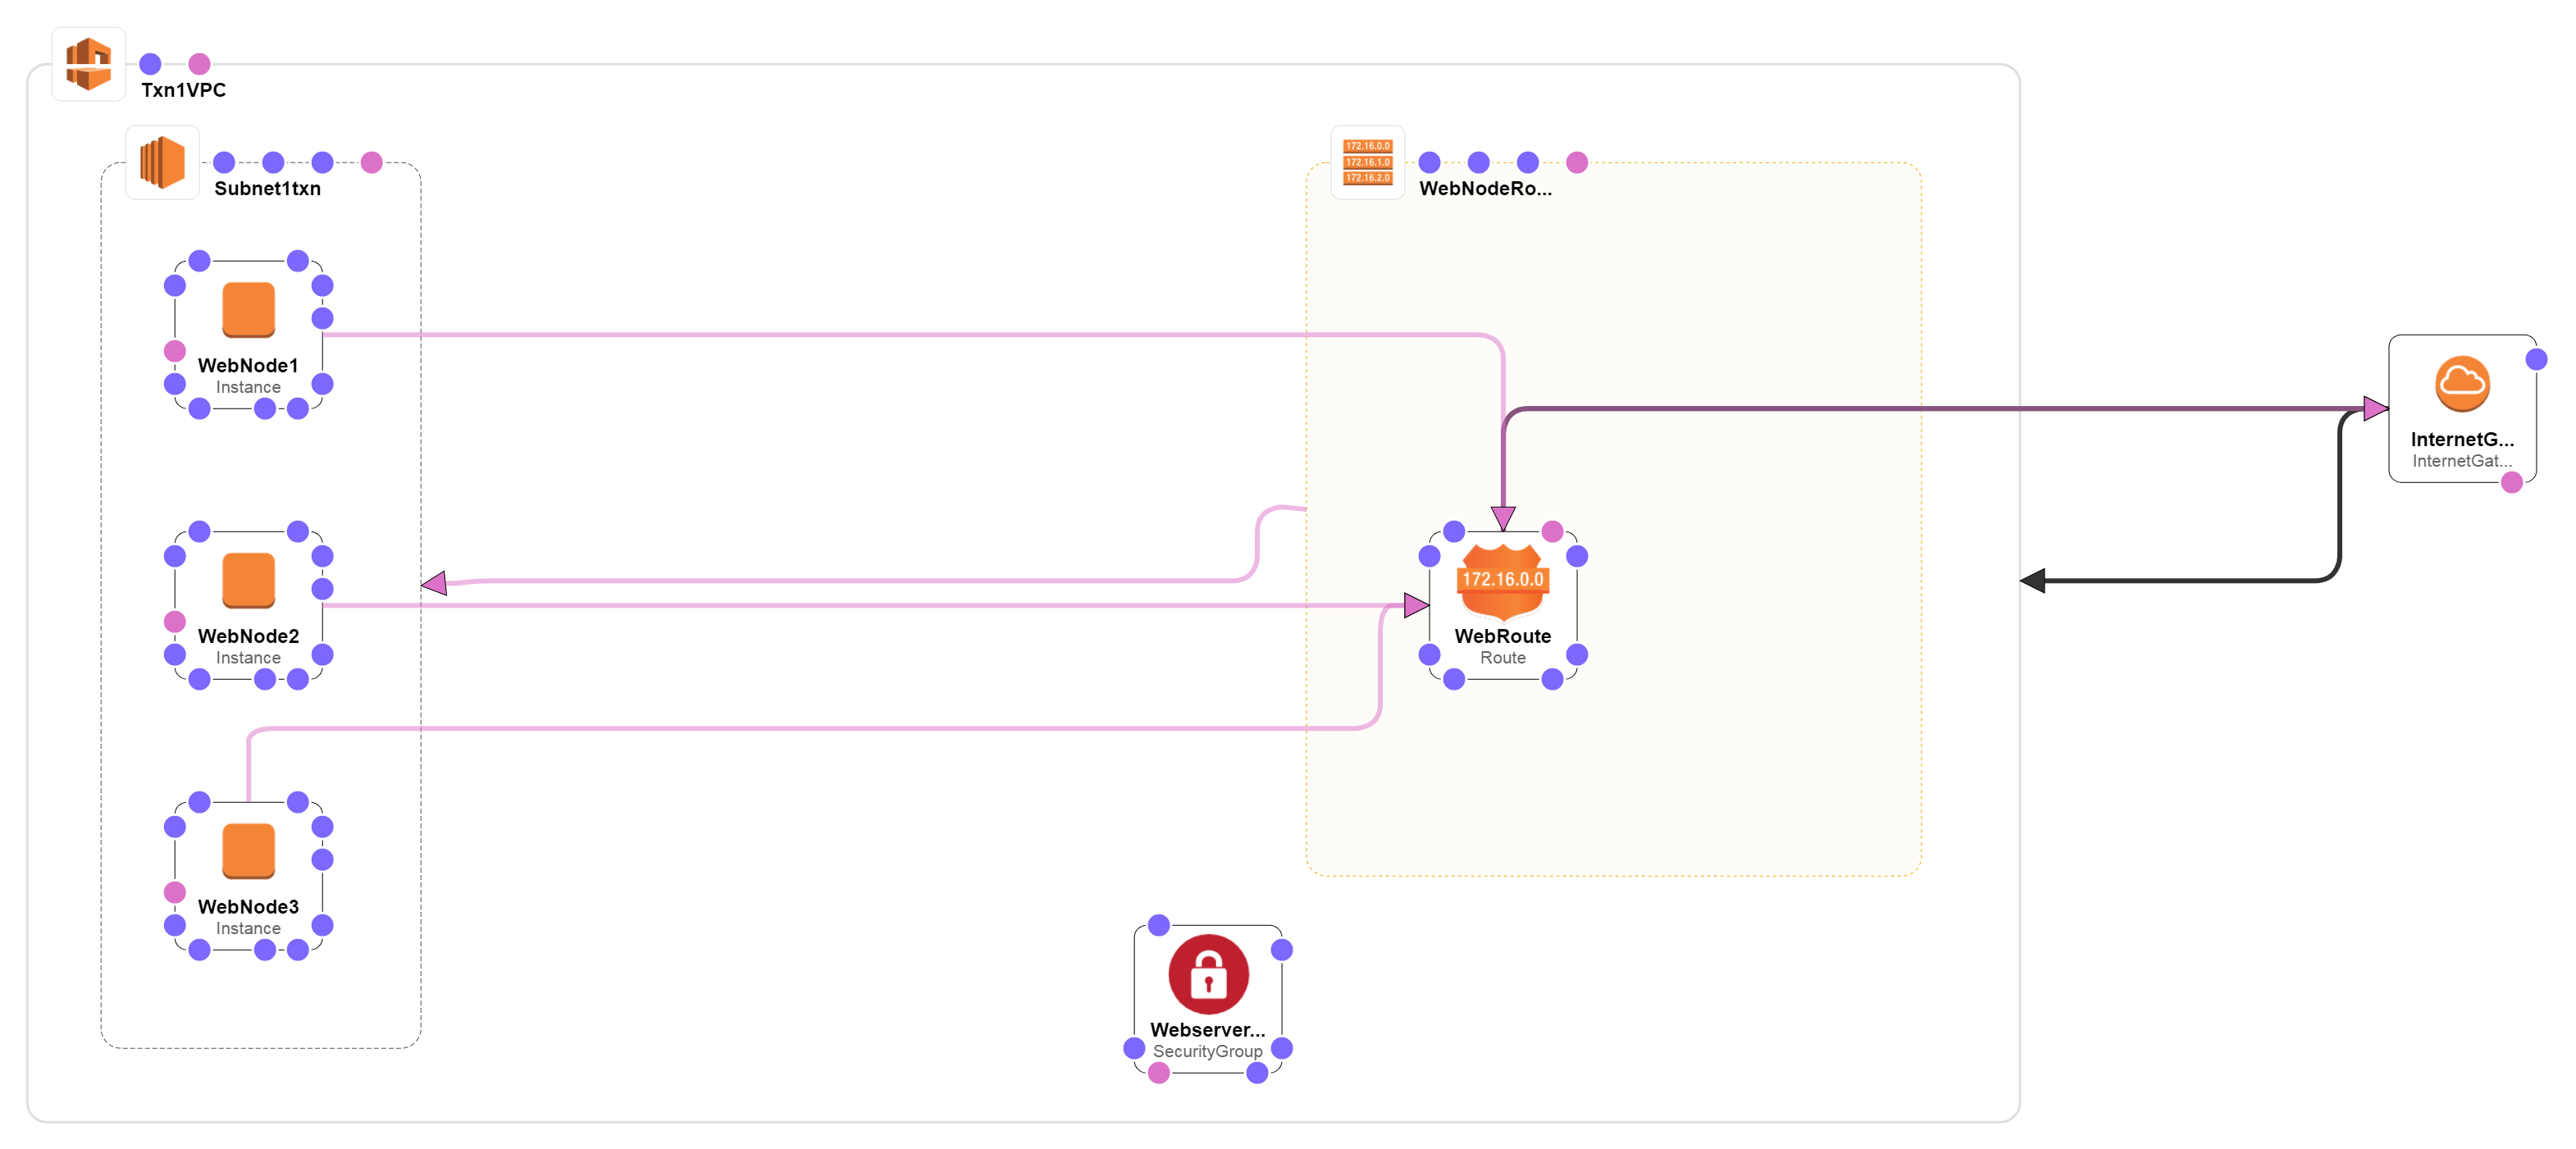 Txn1VPC
Subnet1txn
172.16.0.0
172.16.1.0
172.16.2.0
WebNodeRo...
WebNode1
Instance
InternetG...
InternetGat...
WebNode2
Instance
172.16.0.0
WebRoute
Route
WebNode3
Instance
Webserver...
SecurityGroup